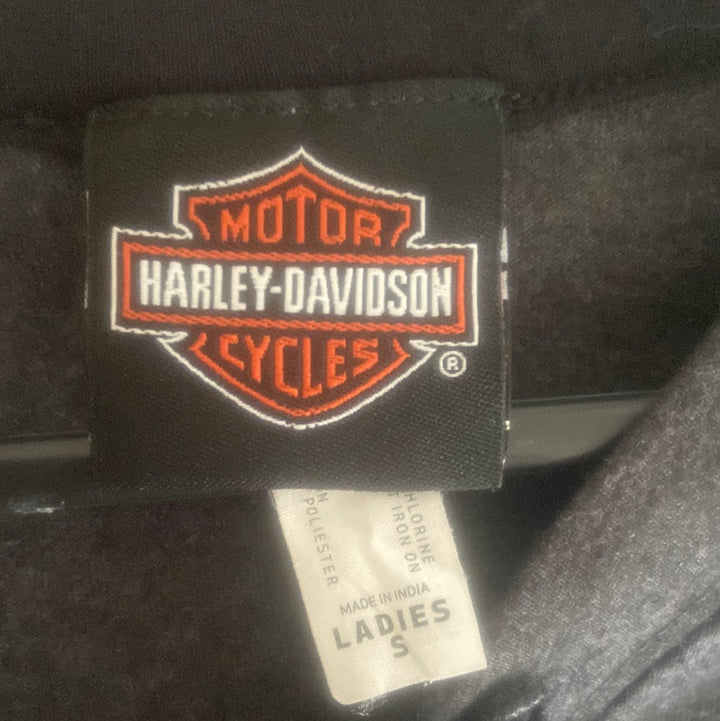 MOTOR
HARLEY-DAVIDSON
CYCLES
®
POLIESTER
HLORINE
IRON ON
MADE IN INDIA
LADIES
S